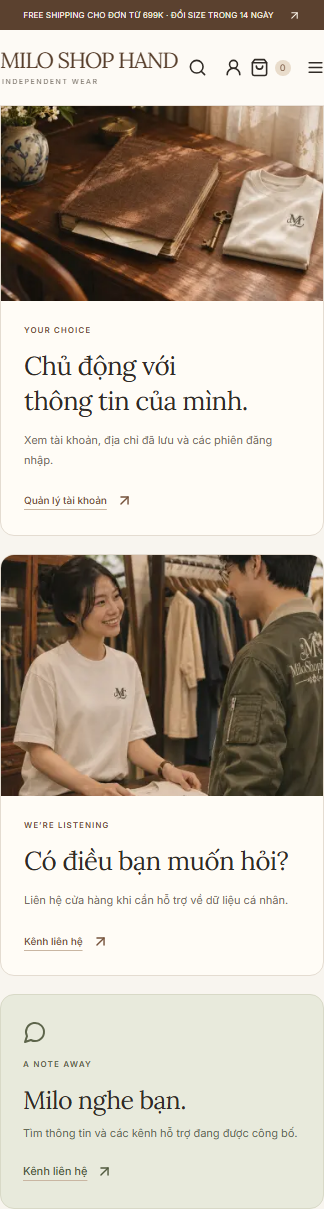 FREE SHIPPING CHO ĐƠN TỪ 699K · ĐỔI SIZE TRONG 14 NGÀY
MILO SHOP HAND
INDEPENDENT WEAR
0
YOUR CHOICE
Chủ động với
thông tin của mình.
Xem tài khoản, địa chỉ đã lưu và các phiên đăng
nhập.
Quản lý tài khoản
WE'RE LISTENING
Có điều bạn muốn hỏi?
Liên hệ cửa hàng khi cần hỗ trợ về dữ liệu cá nhân.
Kênh liên hệ
A NOTE AWAY
Milo nghe bạn.
Tìm thông tin và các kênh hỗ trợ đang được công bố.
Kênh liên hệ